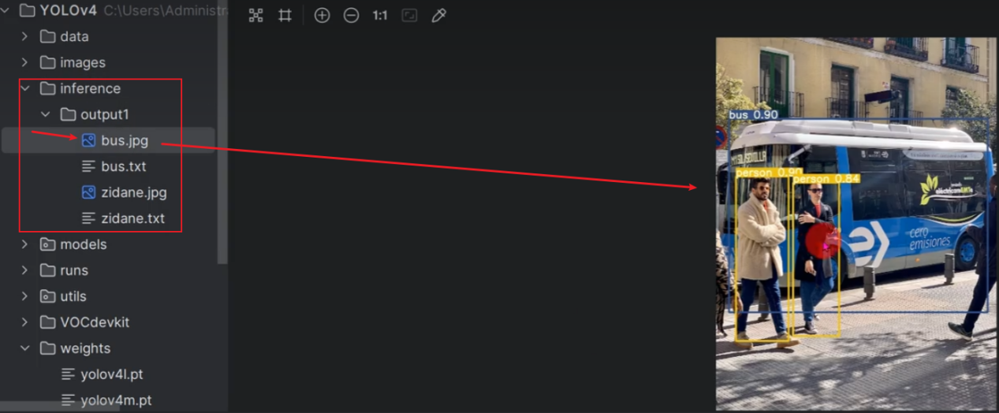 YOLOv4 C:\Users\Administra
1:1
data
images
inference
output1
bus.jpg
bus.txt
zidane.jpg
zidane.txt
models
runs
utils
VOCdevkit
weights
yolov4l.pt
yolov4m.pt
bus 0.90
person 0.90
person 0.84
cero
emisiones